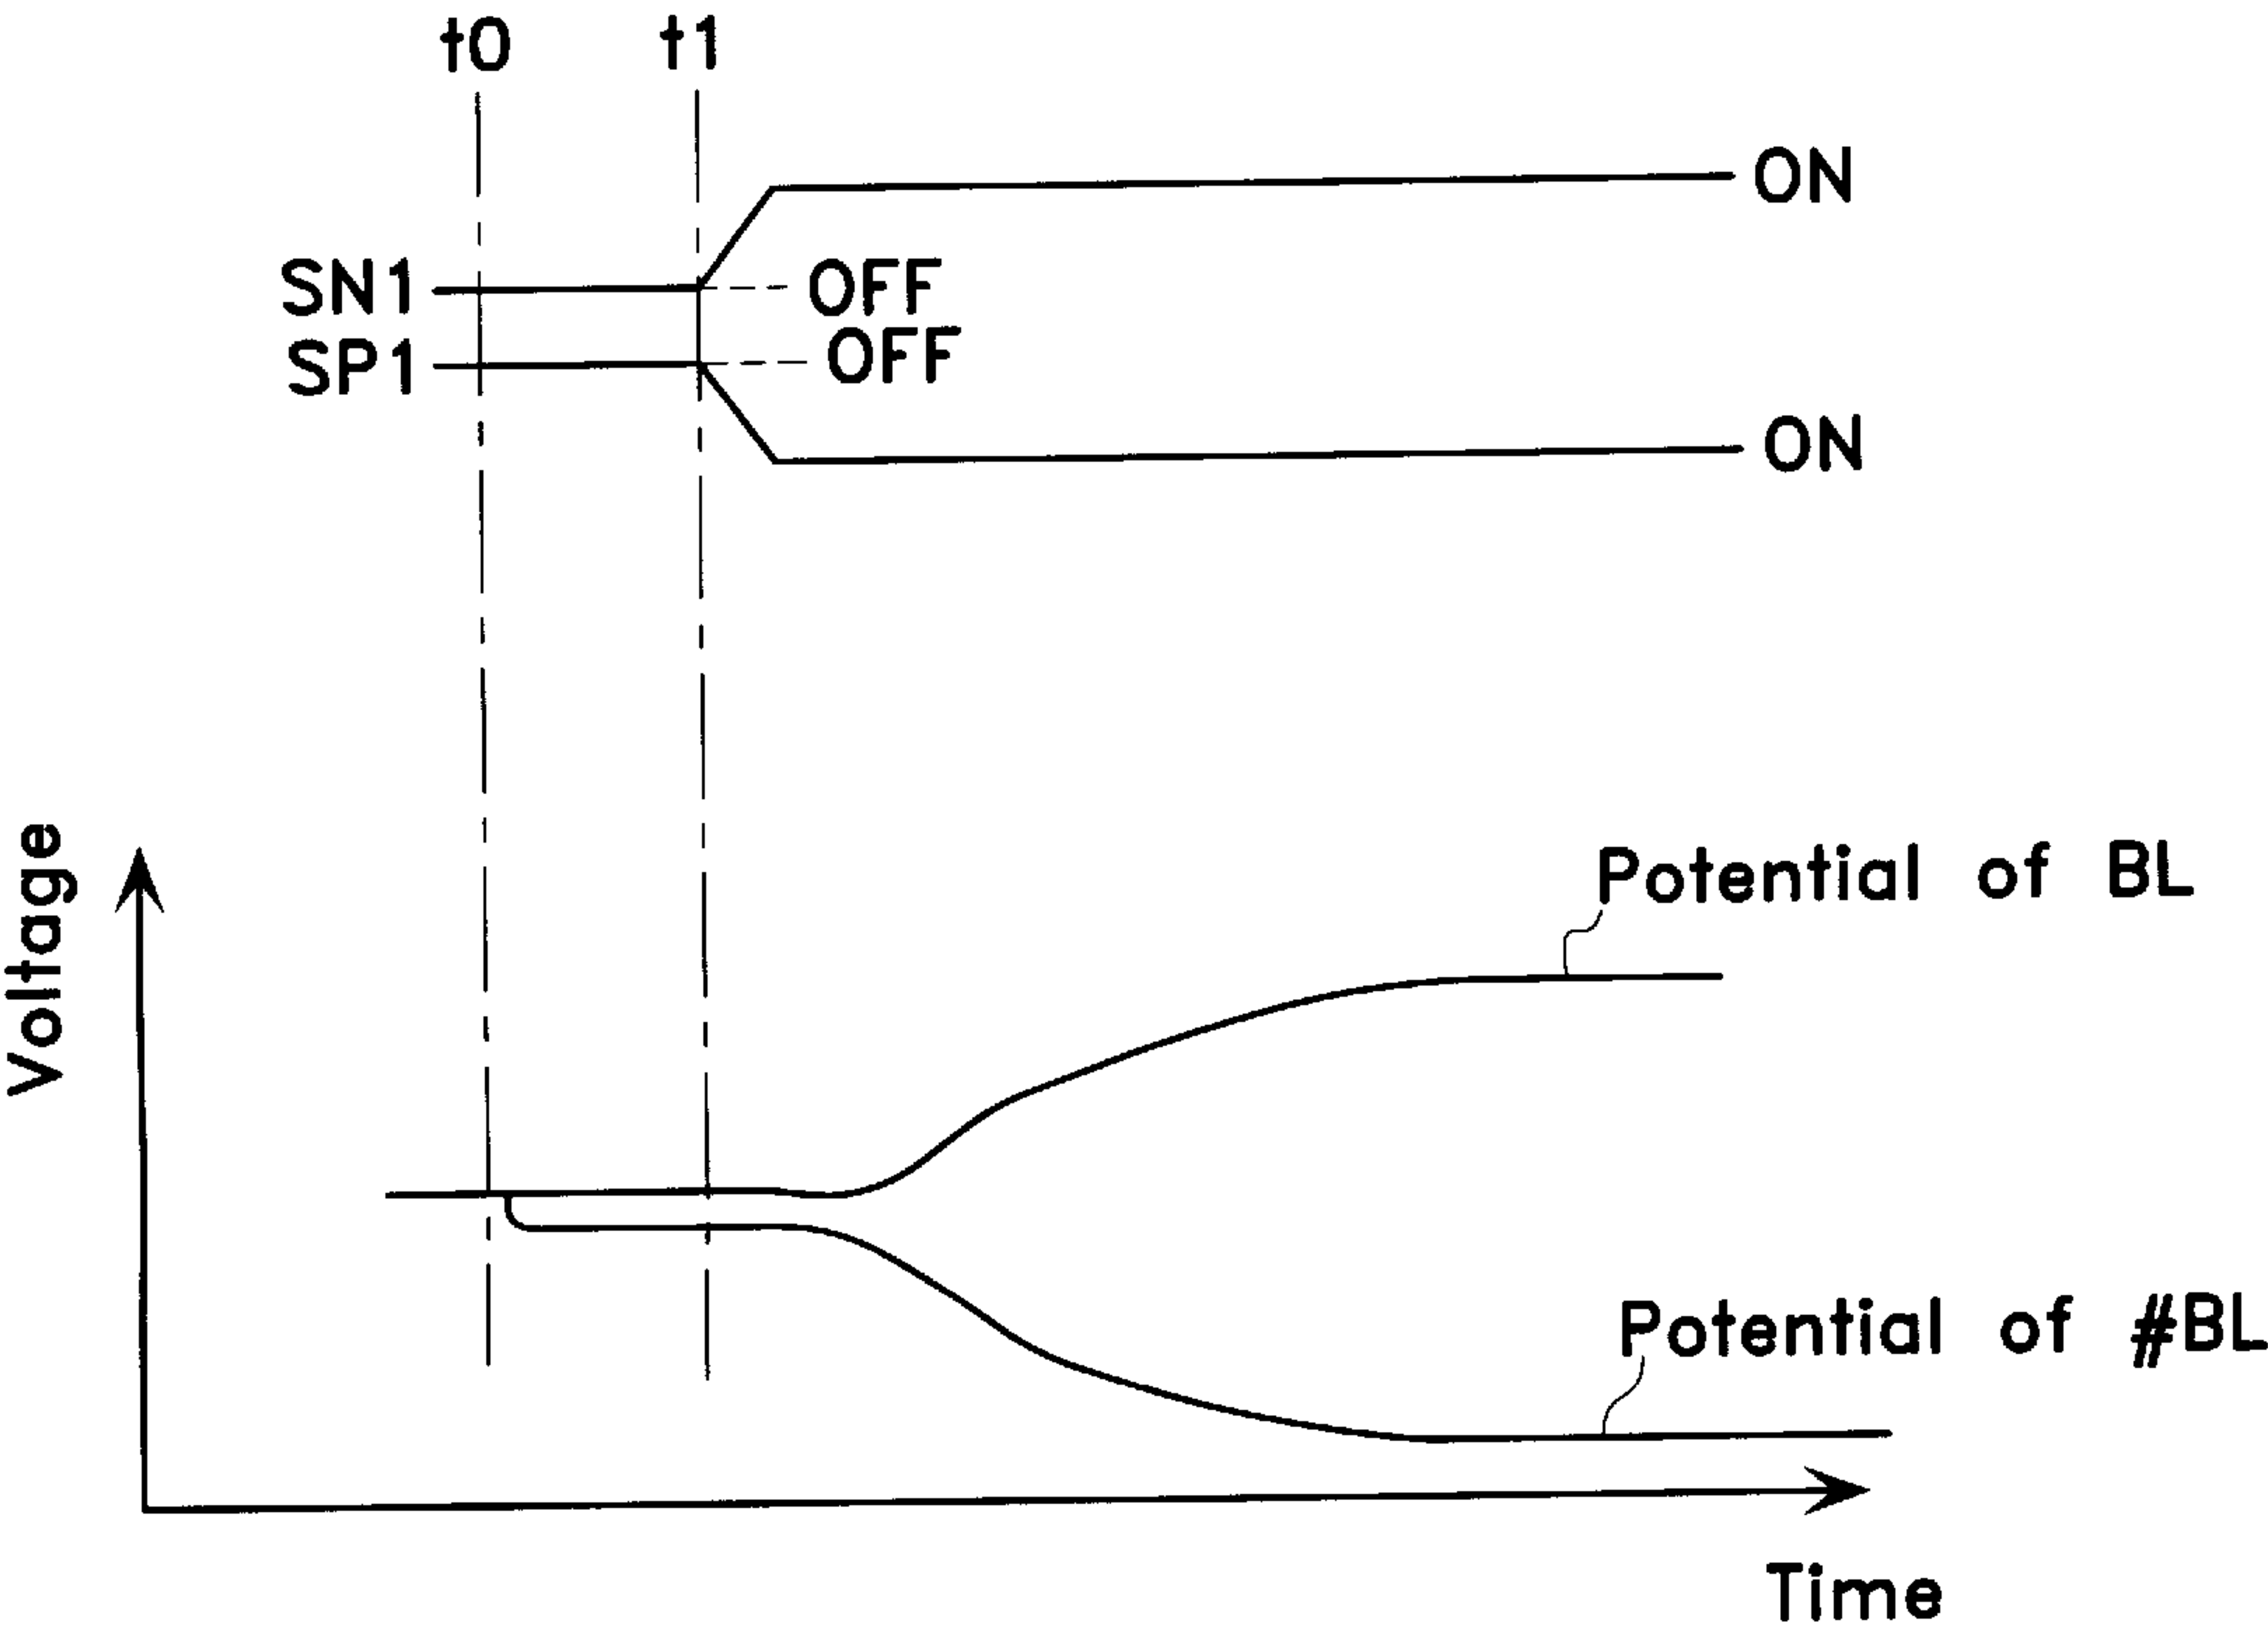 t0 t1
ON
SN1 OFF
SP1 OFF
ON
Voltage
Potential of BL
Potential of #BL
Time